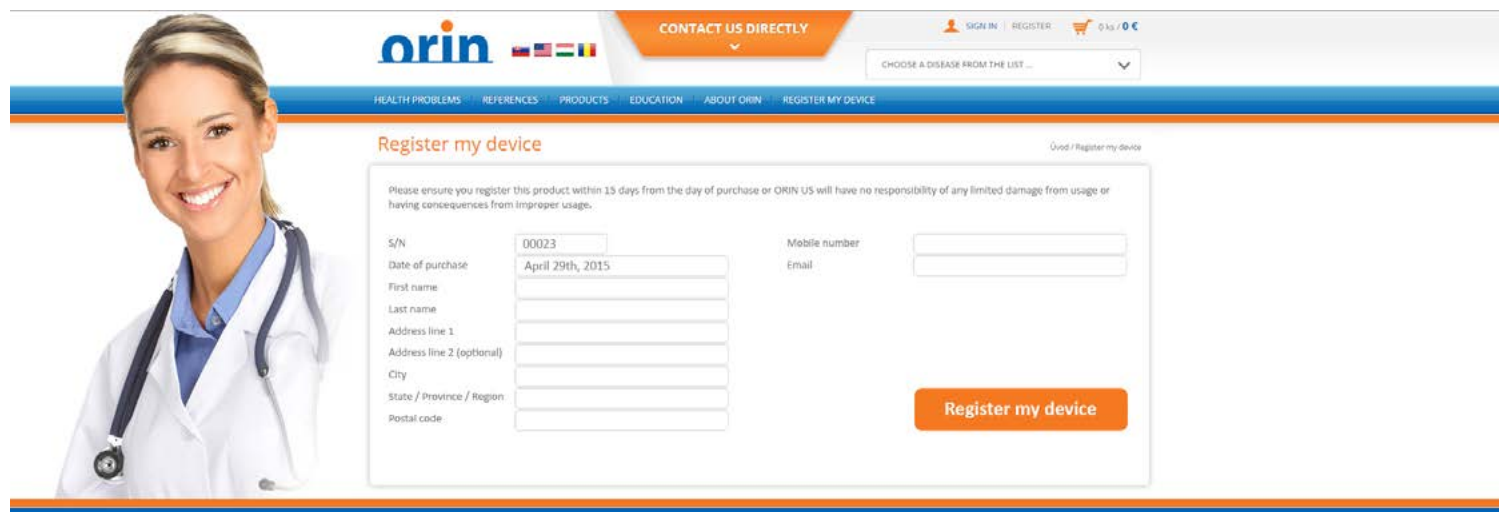 orin
CONTACT US DIRECTLY
SIGN IN | REGISTER
0 ks / 0 €
CHOOSE A DISEASE FROM THE LIST ...
HEALTH PROBLEMS / REFERENCES / PRODUCTS / EDUCATION / ABOUT ORIN / REGISTER MY DEVICE
Register my device
Úvod / Register my device
Please ensure you register this product within 15 days from the day of purchase or ORIN US will have no responsibility of any limited damage from usage or
having concequences from improper usage.
S/N 00023
Mobile number
Date of purchase April 29th, 2015
Email
First name
Last name
Address line 1
Address line 2 (optional)
City
State / Province / Region
Postal code
Register my device